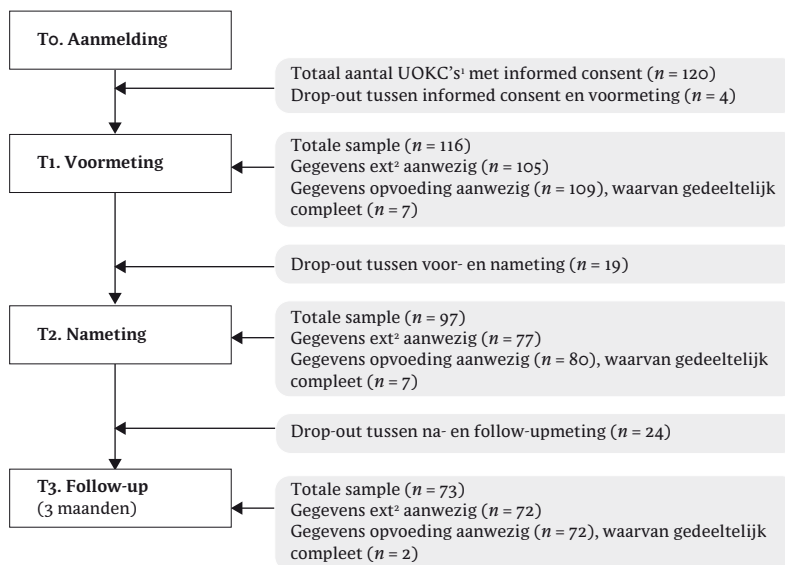 T0. Aanmelding
Totaal aantal UOKC's¹ met informed consent (n = 120)
Drop-out tussen informed consent en voormeting (n = 4)
T1. Voormeting
Totale sample (n = 116)
Gegevens ext² aanwezig (n = 105)
Gegevens opvoeding aanwezig (n = 109), waarvan gedeeltelijk
compleet (n = 7)
Drop-out tussen voor- en nameting (n = 19)
T2. Nameting
Totale sample (n = 97)
Gegevens ext² aanwezig (n = 77)
Gegevens opvoeding aanwezig (n = 80), waarvan gedeeltelijk
compleet (n = 7)
Drop-out tussen na- en follow-upmeting (n = 24)
T3. Follow-up
(3 maanden)
Totale sample (n = 73)
Gegevens ext² aanwezig (n = 72)
Gegevens opvoeding aanwezig (n = 72), waarvan gedeeltelijk
compleet (n = 2)